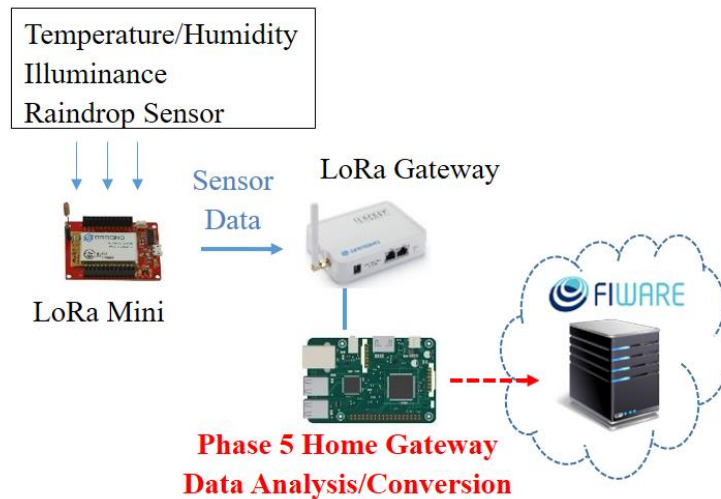 Temperature/Humidity
Illuminance
Raindrop Sensor
Sensor
Data
LoRa Gateway
LoRa Mini
FIWARE
Phase 5 Home Gateway
Data Analysis/Conversion